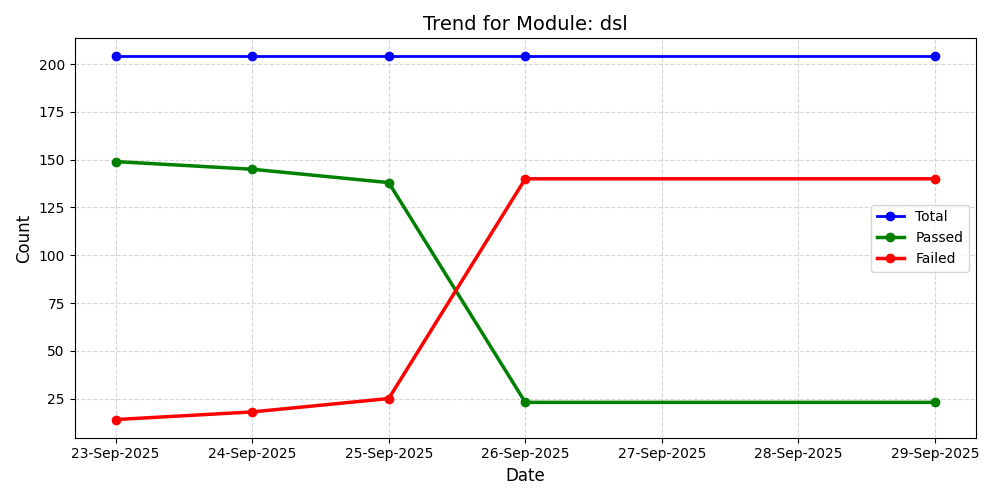 Trend for Module: dsl
Count
200
175
150
125
100
75
50
25
Total
Passed
Failed
23-Sep-2025 24-Sep-2025 25-Sep-2025 26-Sep-2025 27-Sep-2025 28-Sep-2025 29-Sep-2025
Date